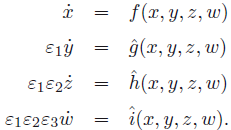 ẋ = f(x, y, z, w)
ε₁ẏ = ĝ(x, y, z, w)
ε₁ε₂ż = ĥ(x, y, z, w)
ε₁ε₂ε₃ẇ = î(x, y, z, w).